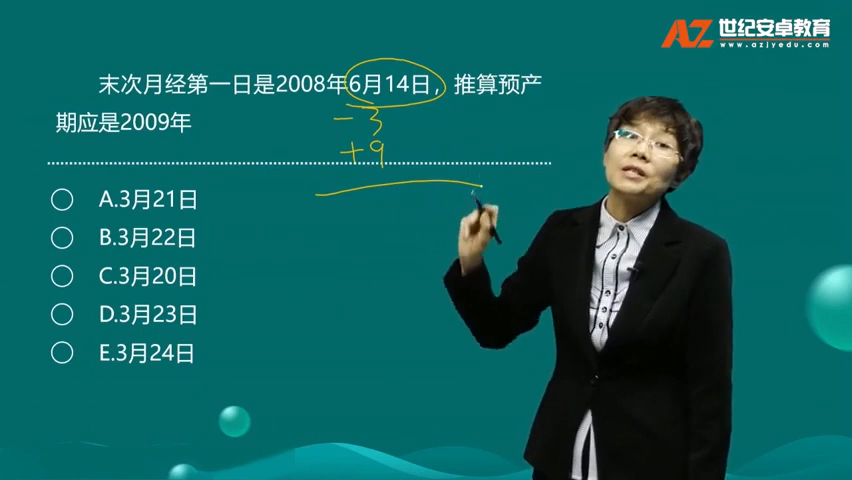 世纪安卓教育
www.azjyedu.com
末次月经第一日是2008年6月14日，推算预产
期应是2009年
-3
+9
A.3月21日
B.3月22日
C.3月20日
D.3月23日
E.3月24日